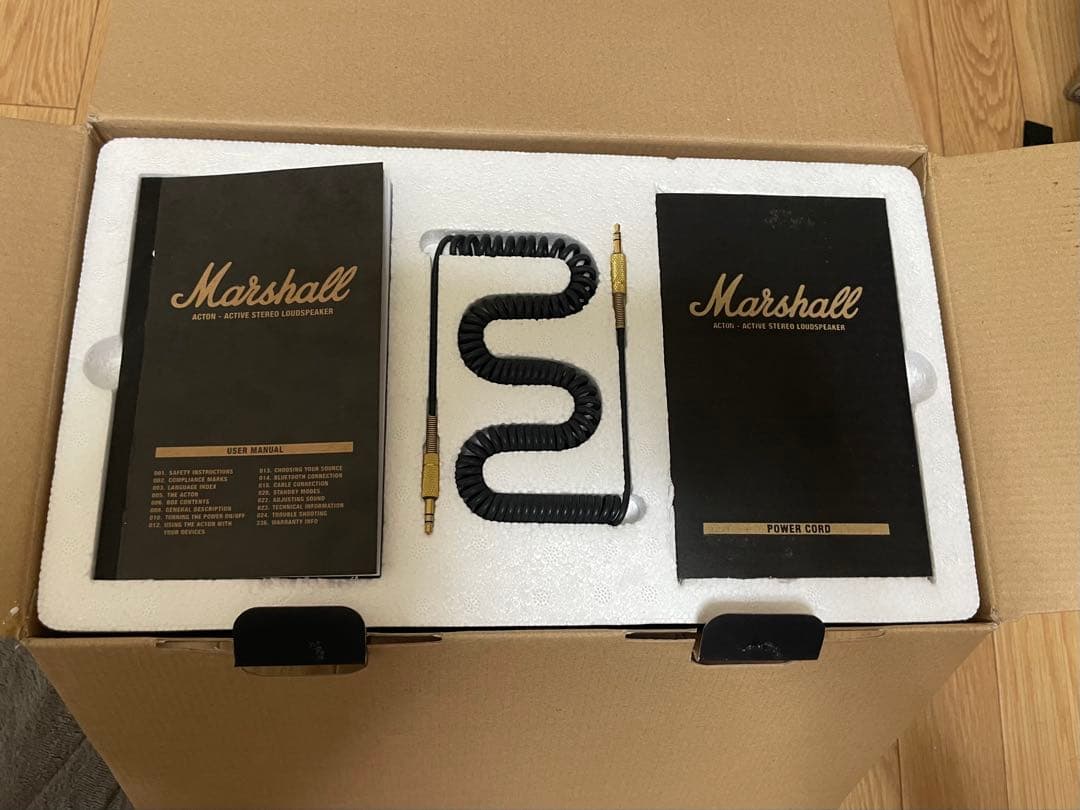 Marshall
ACTON - ACTIVE STEREO LOUDSPEAKER
USER MANUAL
001. SAFETY INSTRUCTIONS
002. COMPLIANCE MARKS
003. LANGUAGE INDEX
005. THE ACTON
006. BOX CONTENTS
008. GENERAL DESCRIPTION
010. TURNING THE POWER ON/OFF
012. USING THE ACTON WITH
YOUR DEVICES
013. CHOOSING YOUR SOURCE
014. BLUETOOTH CONNECTION
018. CABLE CONNECTION
020. STANDBY MODES
022. ADJUSTING SOUND
023. TECHNICAL INFORMATION
024. TROUBLE SHOOTING
236. WARRANTY INFO
Marshall
ACTON - ACTIVE STEREO LOUDSPEAKER
POWER CORD